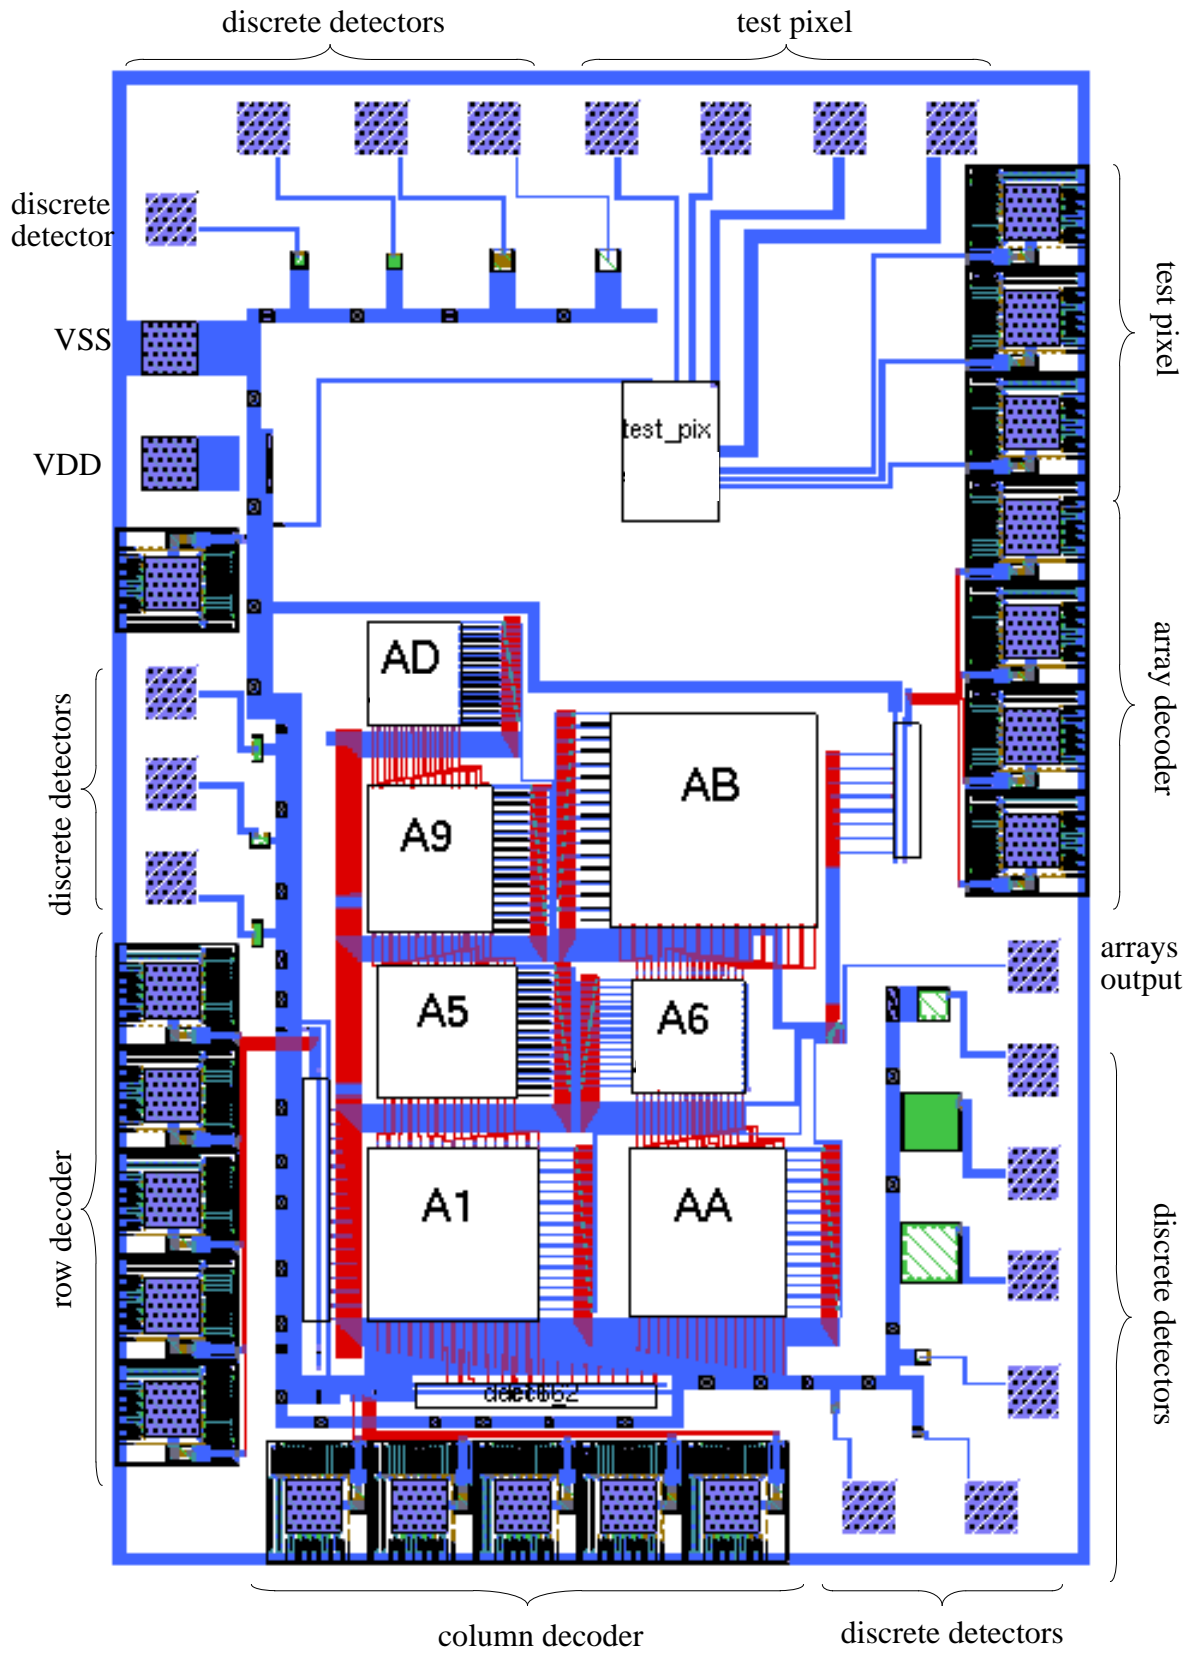 discrete detectors
test pixel
discrete
detector
VSS
VDD
test pixel
test_pix
array decoder
AD
AB
A9
discrete detectors
arrays
output
A5
A6
row decoder
A1
AA
discrete detectors
column decoder
discrete detectors